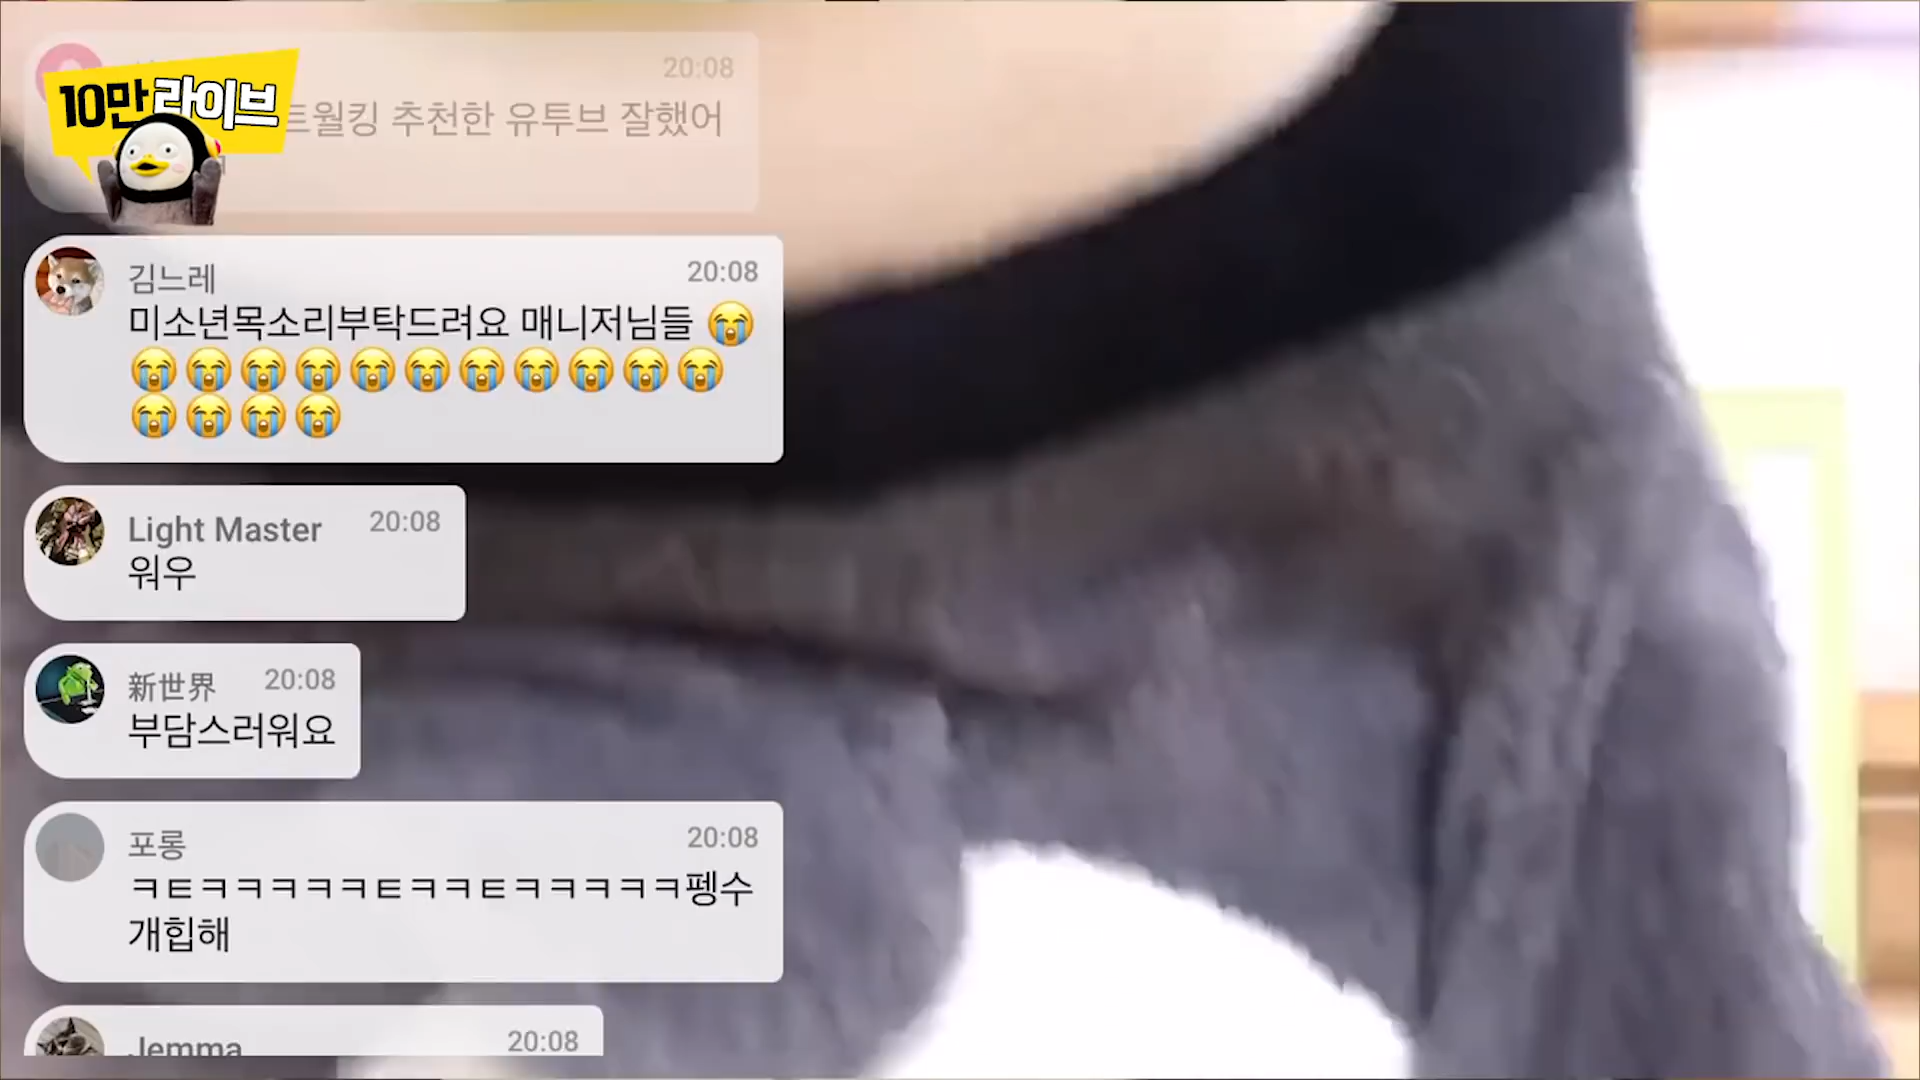 10만 라이브
20:08
트월킹 추천한 유투브 잘했어
김느레 20:08
미소년목소리부탁드려요 매니저님들 😭
😭😭😭😭😭😭😭😭😭😭😭
😭😭😭😭
Light Master 20:08
워우
新世界 20:08
부담스러워요
포롱 20:08
ㅋㅌㅋㅋㅋㅋㅋㅌㅋㅋㅌㅋㅋㅋㅋㅋ펭수
개힙해
Jemma 20:08